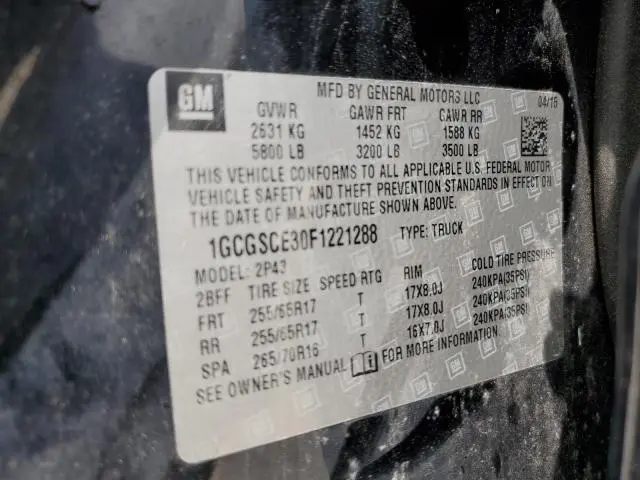 GM
MFD BY GENERAL MOTORS LLC
04/15
GVWR GAWR FRT GAWR RR
2631 KG 1452 KG 1588 KG
5800 LB 3200 LB 3500 LB
THIS VEHICLE CONFORMS TO ALL APPLICABLE U.S. FEDERAL MOTOR
VEHICLE SAFETY AND THEFT PREVENTION STANDARDS IN EFFECT ON
THE DATE OF MANUFACTURE SHOWN ABOVE.
1GCGSCE30F1221288 TYPE: TRUCK
MODEL: 2P43
2BFF TIRE SIZE SPEED RTG RIM COLD TIRE PRESSURE
FRT 255/65R17 T 17X8.0J 240KPA(35PSI)
RR 255/65R17 T 17X8.0J 240KPA(35PSI)
SPA 265/70R16 T 16X7.0J 240KPA(35PSI)
SEE OWNER'S MANUAL FOR MORE INFORMATION